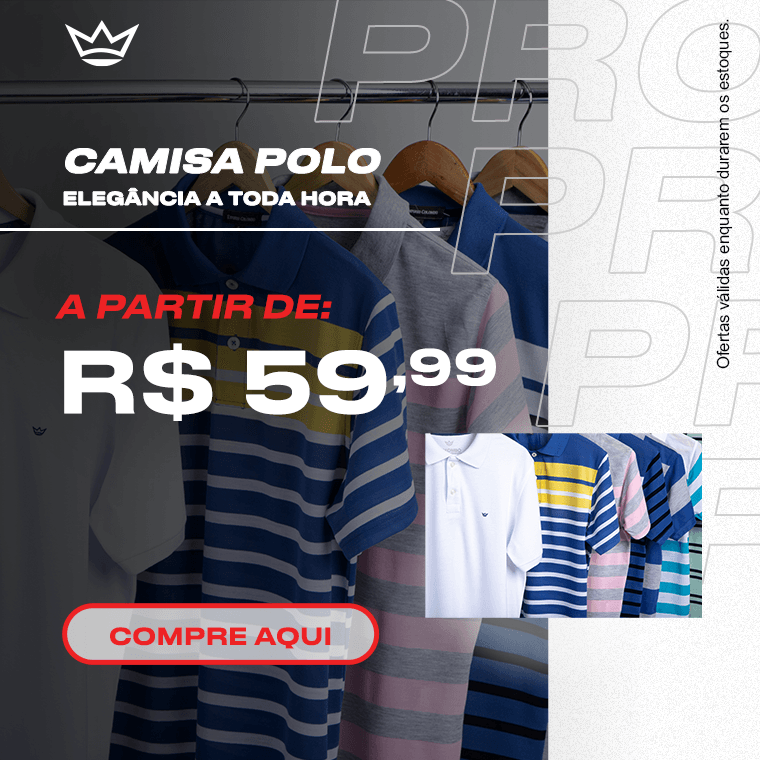 CAMISA POLO
ELEGÂNCIA A TODA HORA
A PARTIR DE:
R$ 59,99
COMPRE AQUI
PRO
PR
PR
Ofertas válidas enquanto durarem os estoques.